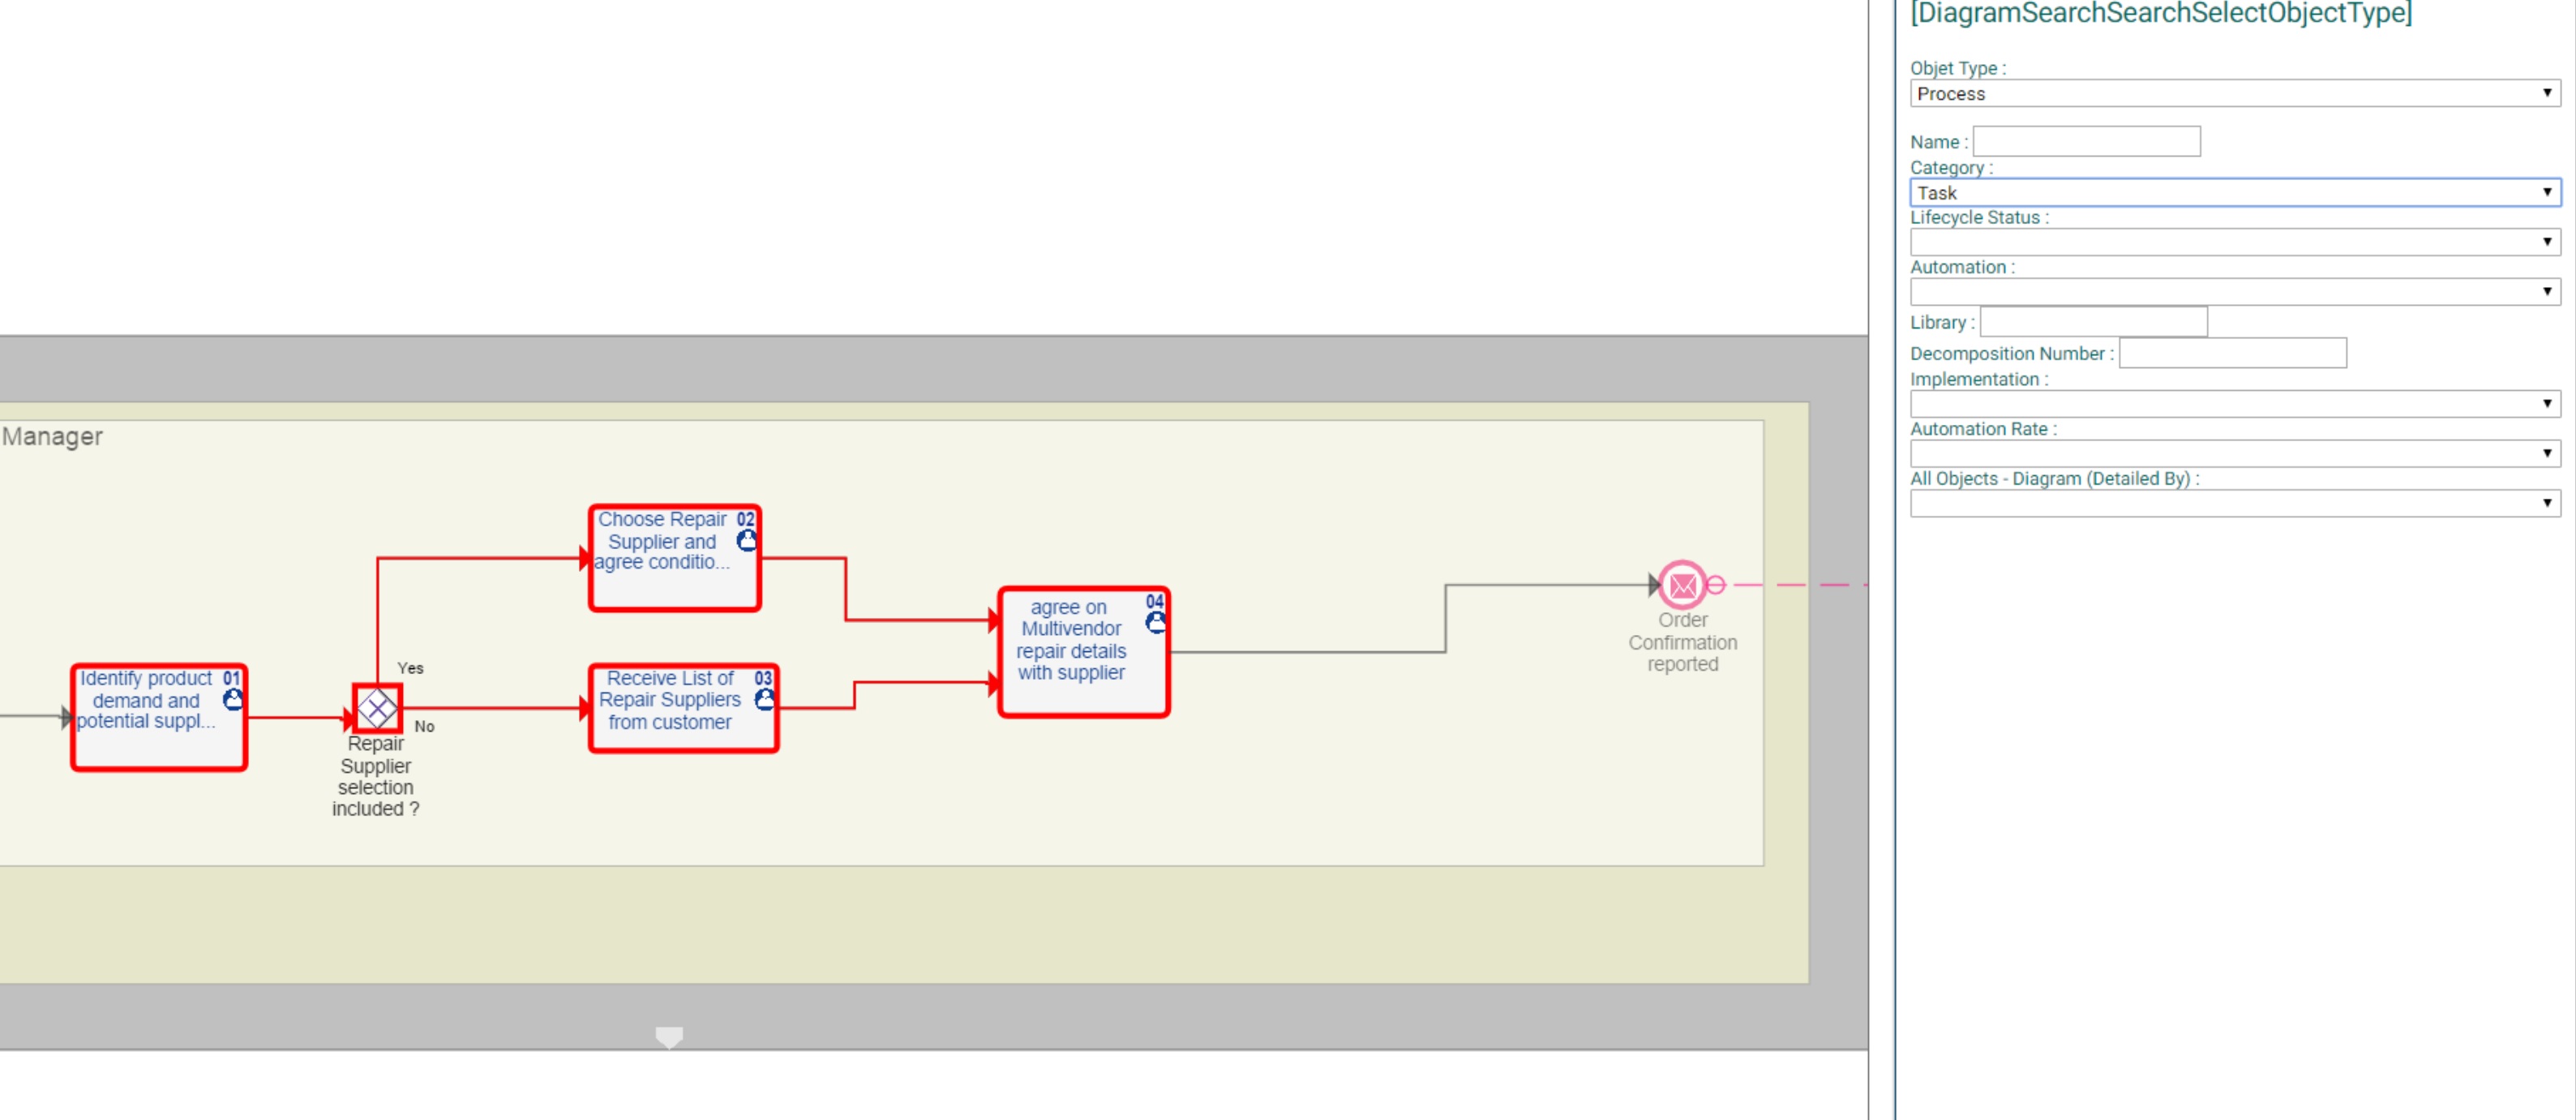 [DiagramSearchSearchSelectObjectType]
Objet Type :
Process
Name :
Category :
Task
Lifecycle Status :
Automation :
Library :
Decomposition Number :
Implementation :
Automation Rate :
All Objects - Diagram (Detailed By) :
Manager
Identify product 01
demand and
potential suppl...
Yes
No
Repair
Supplier
selection
included ?
Choose Repair 02
Supplier and
agree conditio...
Receive List of 03
Repair Suppliers
from customer
agree on 04
Multivendor
repair details
with supplier
Order
Confirmation
reported